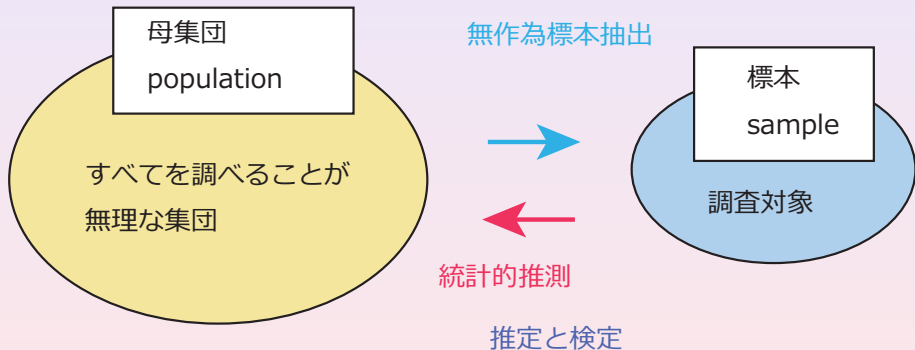 母集団
population
すべてを調べることが
無理な集団
無作為標本抽出
標本
sample
調査対象
統計的推測
推定と検定